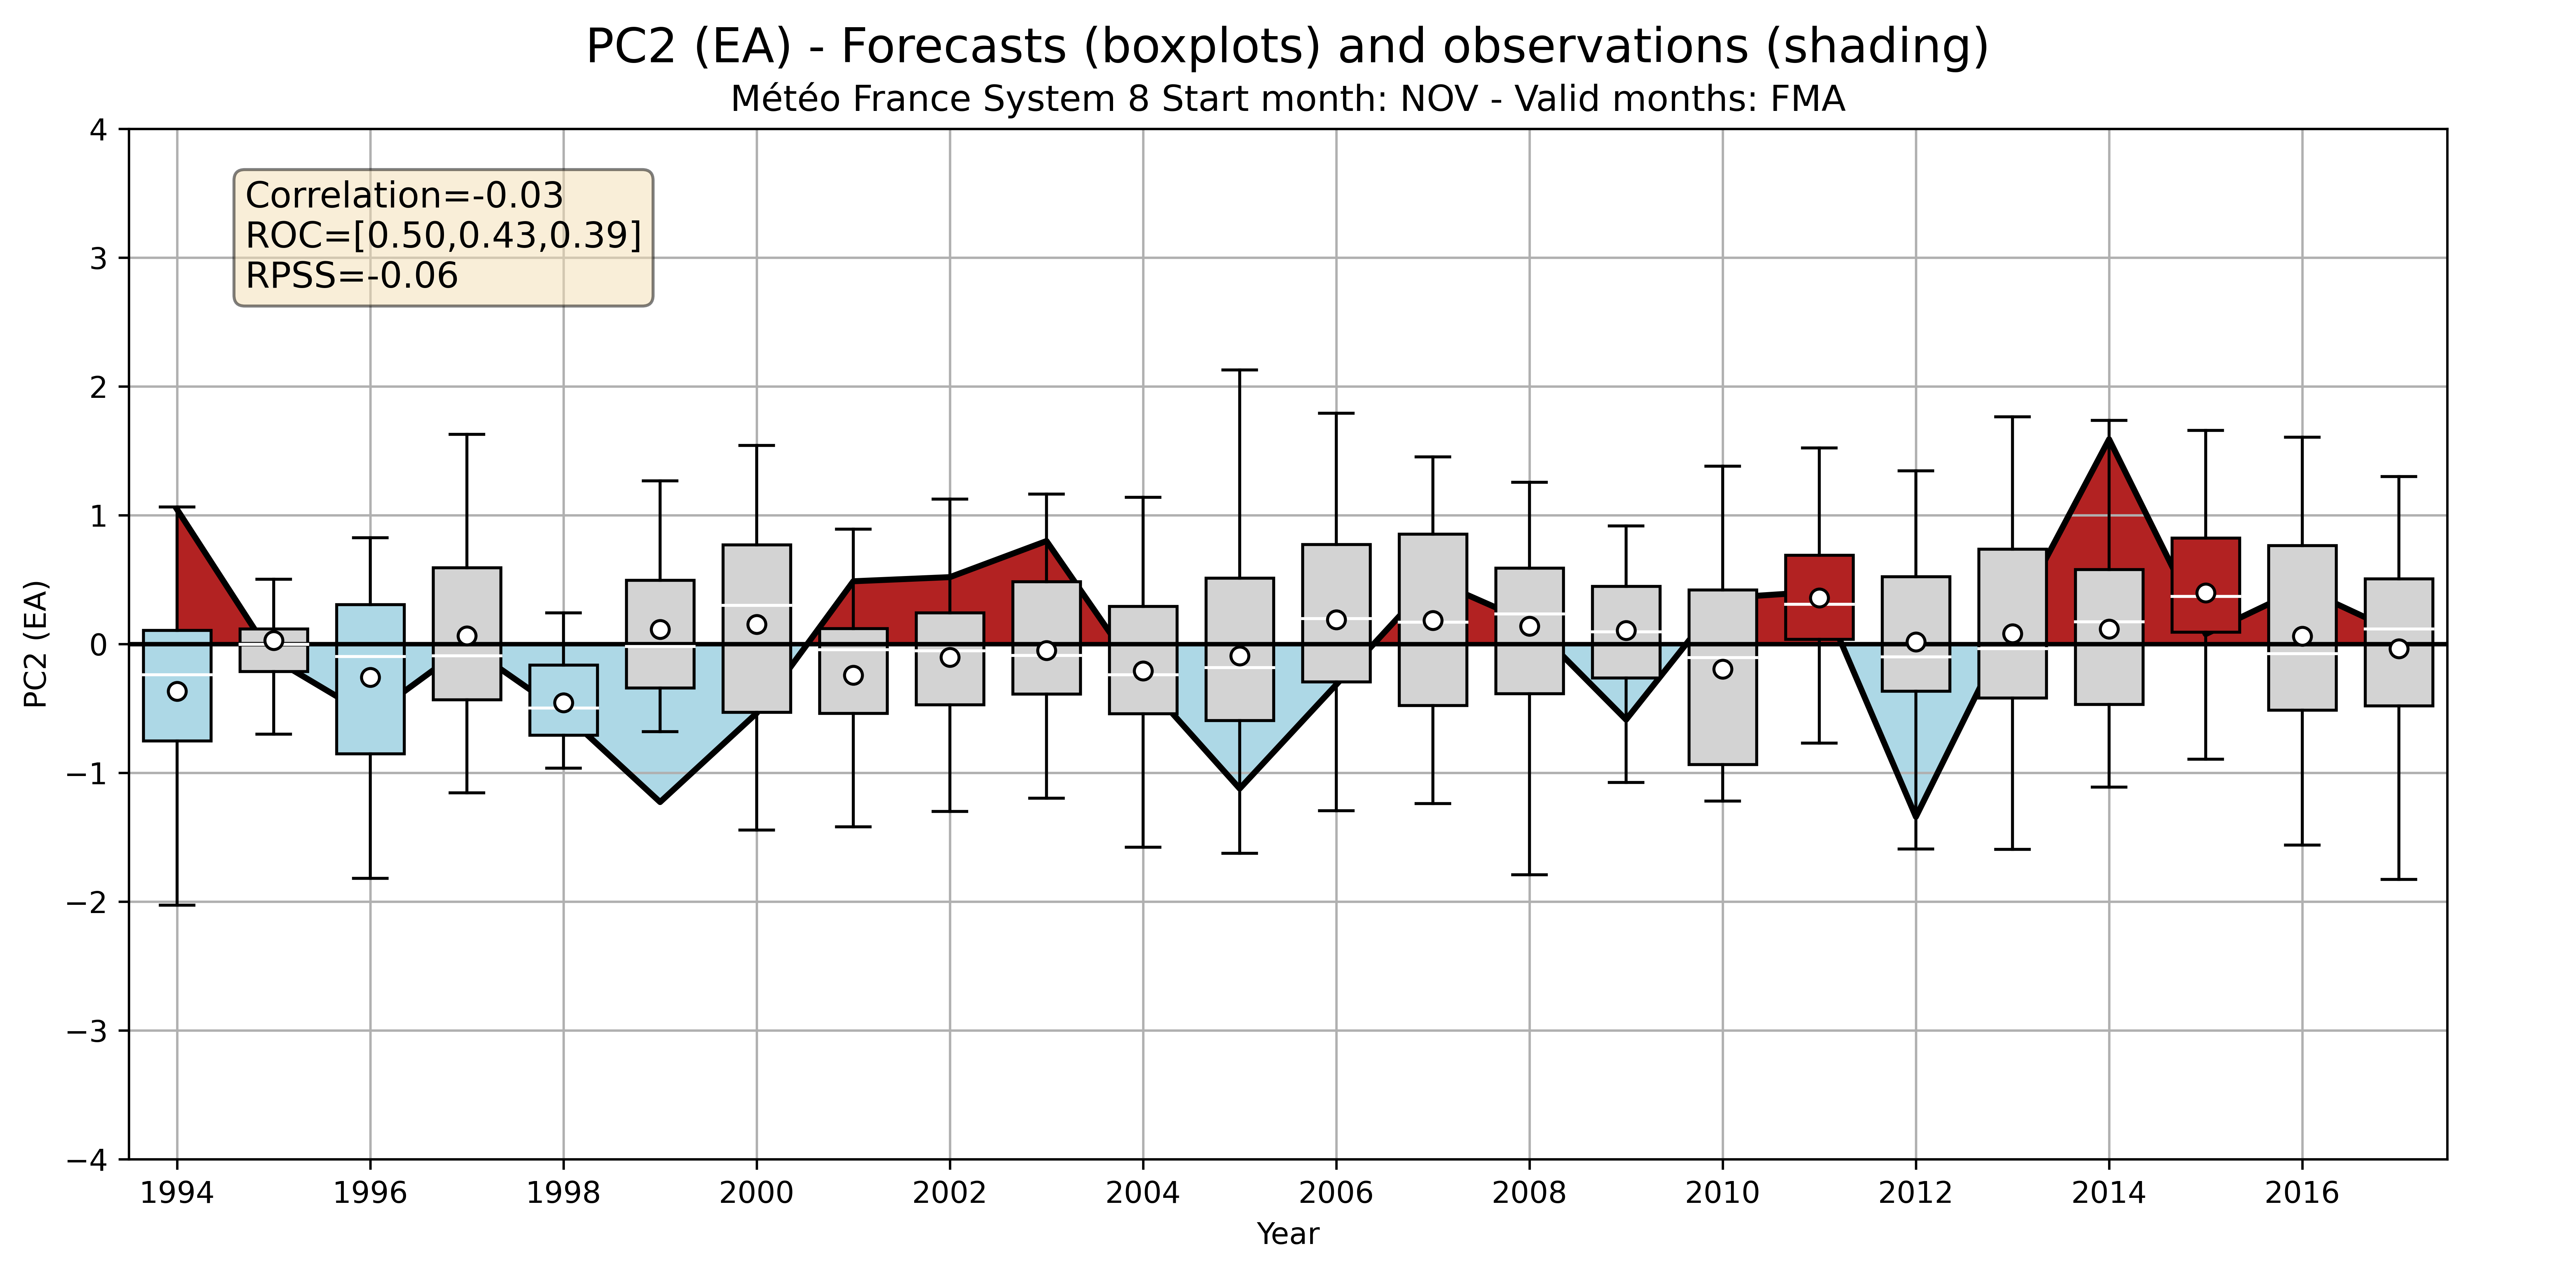 PC2 (EA) - Forecasts (boxplots) and observations (shading)
Météo France System 8 Start month: NOV - Valid months: FMA
4
Correlation=-0.03
ROC=[0.50,0.43,0.39]
3
RPSS=-0.06
2
1
PC2 (EA)
0
−1
−2
−3
−4
1994 1996 1998 2000 2002 2004 2006 2008 2010 2012 2014 2016
Year